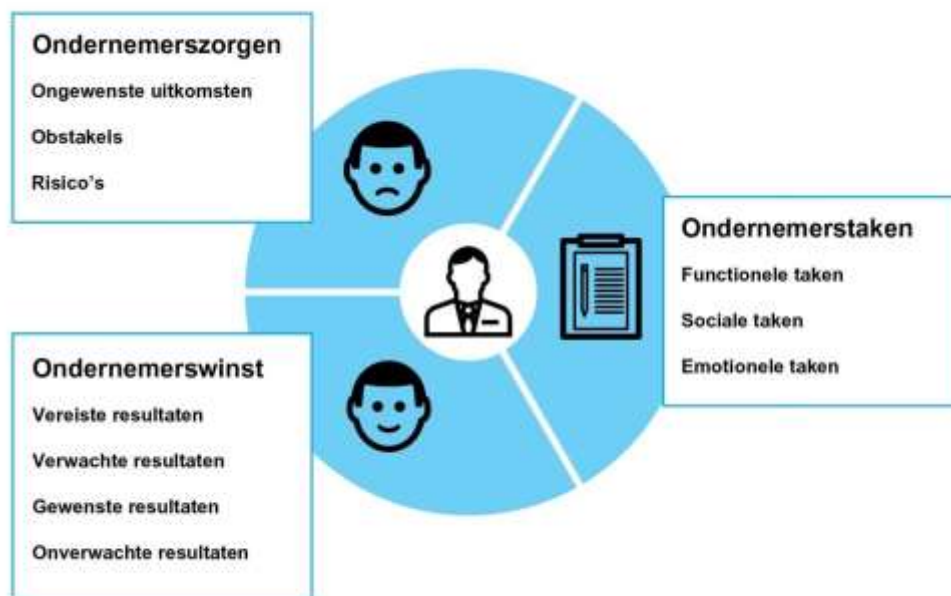 Ondernemerszorgen
Ongewenste uitkomsten
Obstakels
Risico's
Ondernemerstaken
Functionele taken
Sociale taken
Emotionele taken
Ondernemerswinst
Vereiste resultaten
Verwachte resultaten
Gewenste resultaten
Onverwachte resultaten